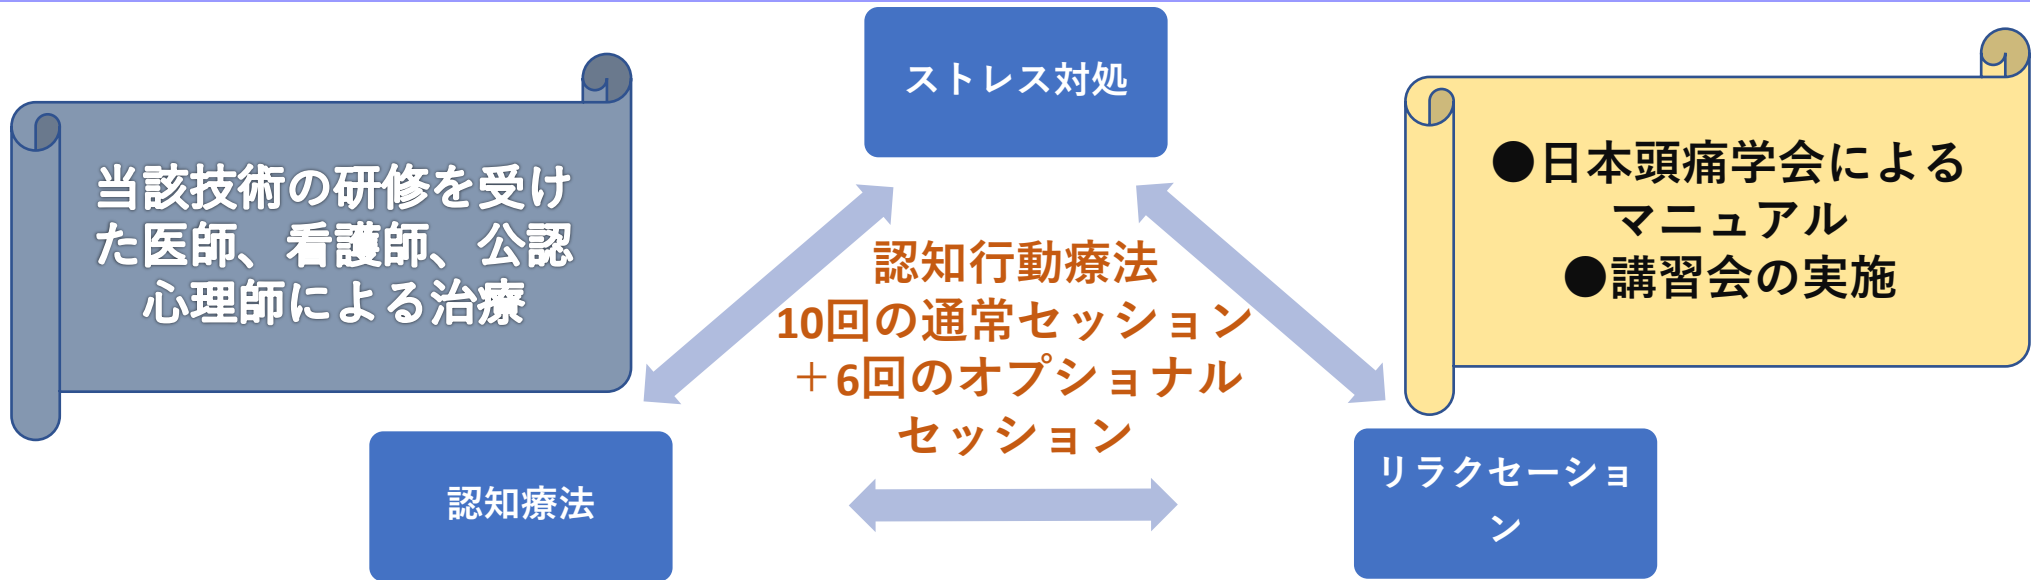 ストレス対処
当該技術の研修を受け
た医師、看護師、公認
心理師による治療
●日本頭痛学会による
マニュアル
●講習会の実施
認知行動療法
10回の通常セッション
＋6回のオプショナル
セッション
認知療法
リラクセーショ
ン